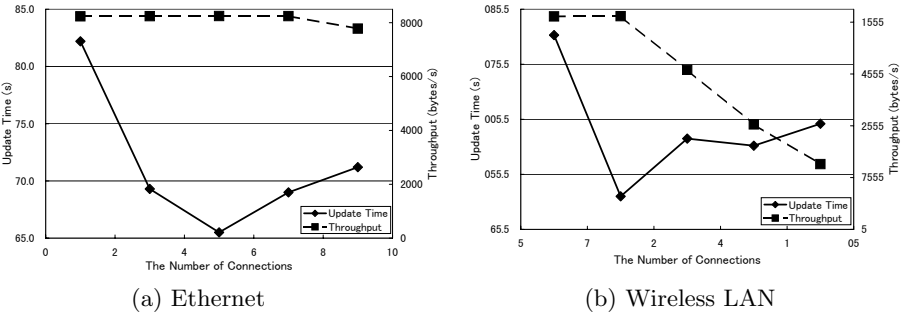 85.0
80.0
75.0
70.0
65.0
Update Time (s)
8000
6000
4000
2000
0
Throughput (bytes/s)
0 2 4 6 8 10
The Number of Connections
Update Time
Throughput
(a) Ethernet
085.5
075.5
005.5
055.5
65.5
Update Time (s)
1555
4555
2555
7555
5
Throughput (bytes/s)
5 7 2 4 1 05
The Number of Connections
Update Time
Throughput
(b) Wireless LAN